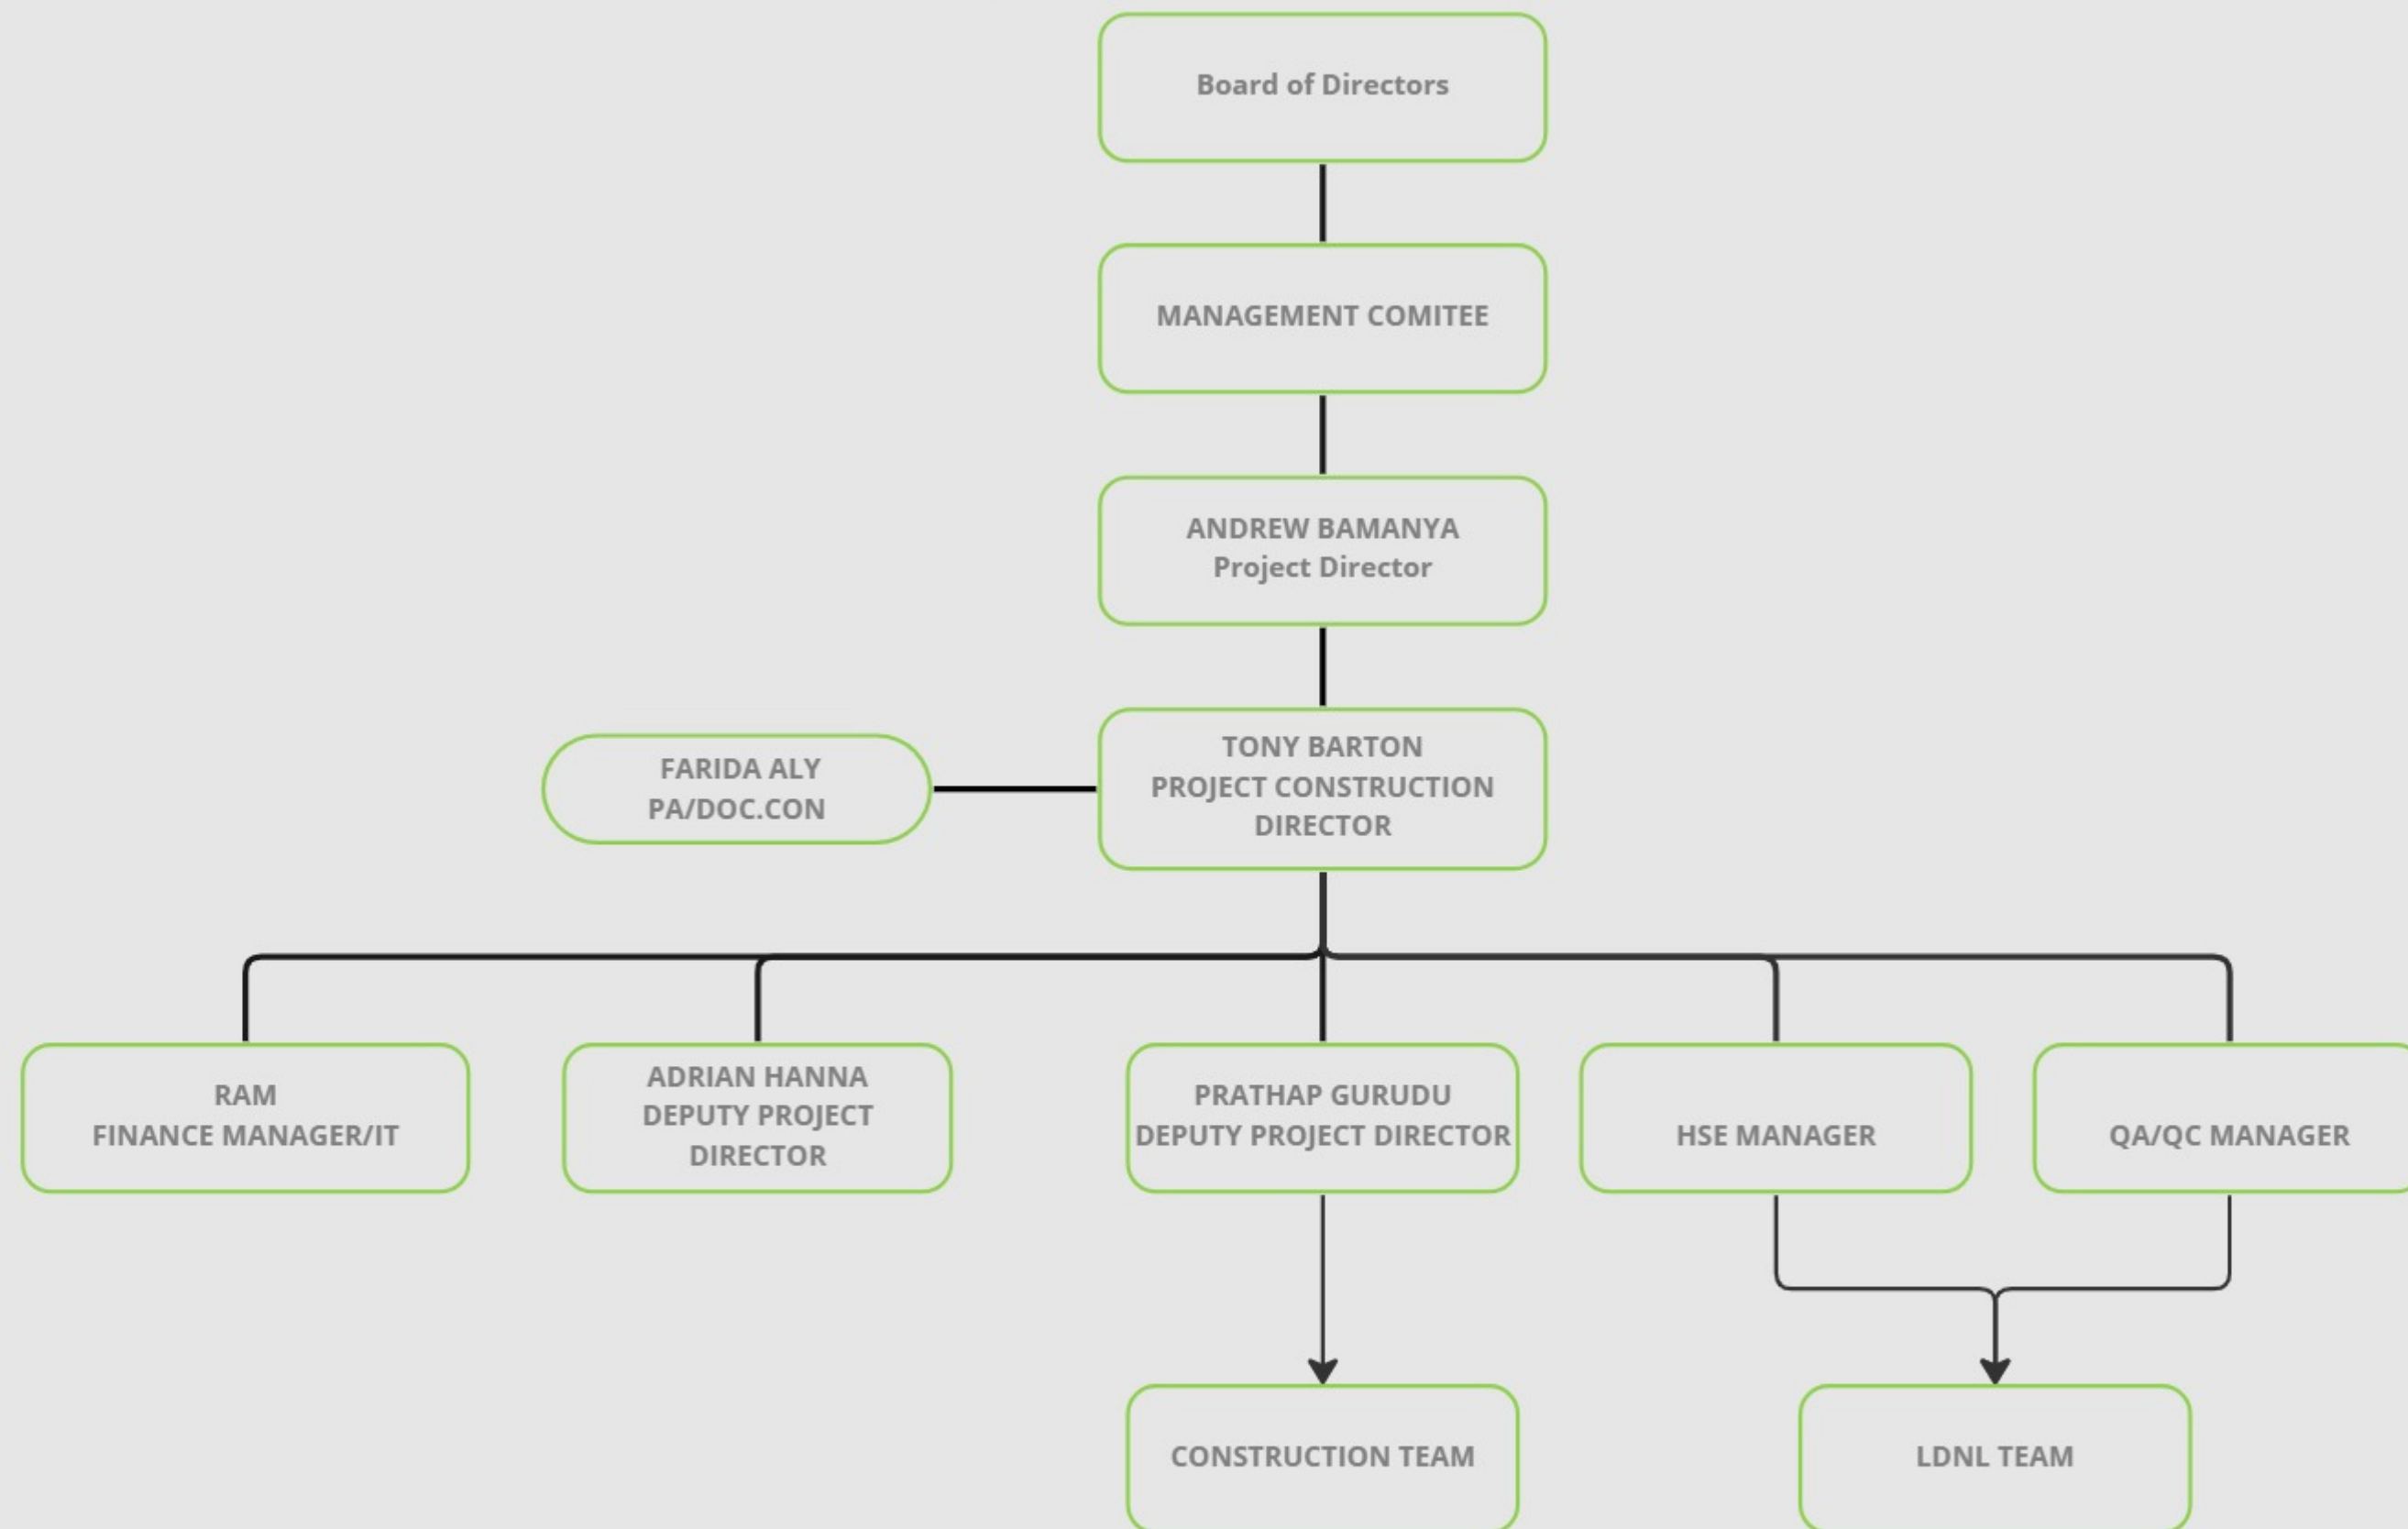 Board of Directors
MANAGEMENT COMITEE
ANDREW BAMANYA
Project Director
TONY BARTON
PROJECT CONSTRUCTION
DIRECTOR
FARIDA ALY
PA/DOC.CON
RAM
FINANCE MANAGER/IT
ADRIAN HANNA
DEPUTY PROJECT
DIRECTOR
PRATHAP GURUDU
DEPUTY PROJECT DIRECTOR
HSE MANAGER
QA/QC MANAGER
CONSTRUCTION TEAM
LDNL TEAM